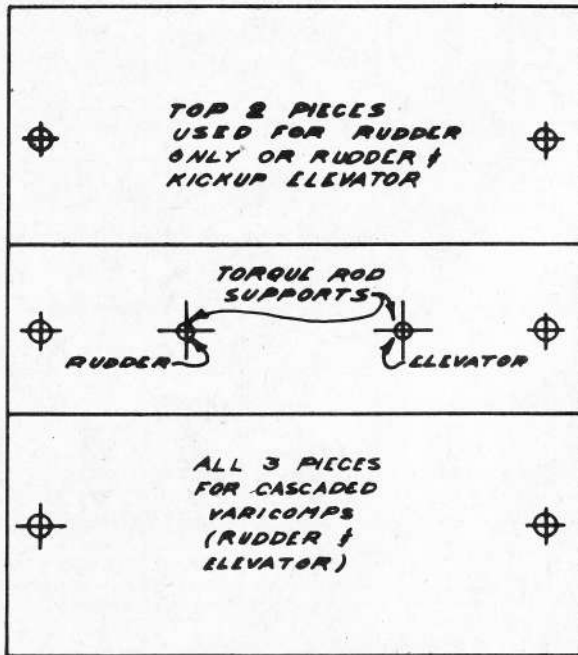 TOP 2 PIECES
USED FOR RUDDER
ONLY OR RUDDER &
KICKUP ELEVATOR
TORQUE ROD
SUPPORTS
RUDDER
ELEVATOR
ALL 3 PIECES
FOR CASCADED
VARICOMPS
(RUDDER &
ELEVATOR)